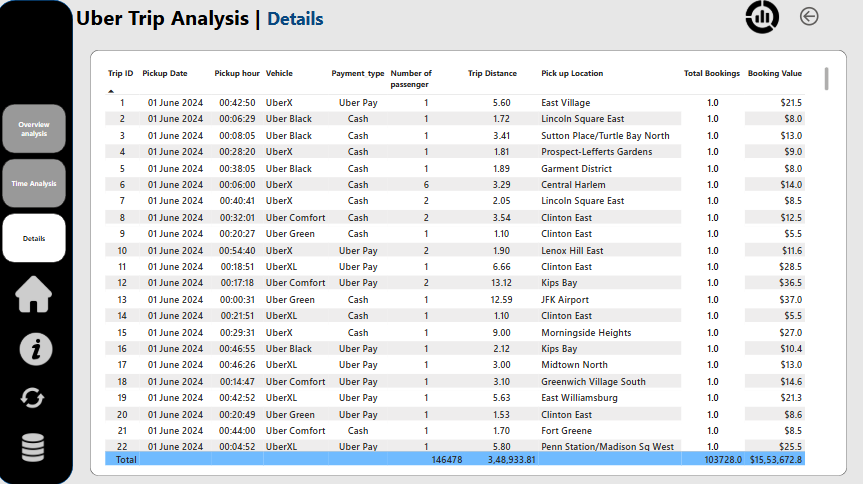 Uber Trip Analysis | Details
Overview
analysis
Time Analysis
Details
Trip ID Pickup Date Pickup hour Vehicle Payment type Number of passenger Trip Distance Pick up Location Total Bookings Booking Value
1 01 June 2024 00:42:50 UberX Uber Pay 1 5.60 East Village 1.0 $21.5
2 01 June 2024 00:06:29 Uber Black Cash 1 1.72 Lincoln Square East 1.0 $8.0
3 01 June 2024 00:08:05 Uber Black Cash 1 3.41 Sutton Place/Turtle Bay North 1.0 $13.0
4 01 June 2024 00:28:20 UberX Cash 1 1.81 Prospect-Lefferts Gardens 1.0 $9.0
5 01 June 2024 00:38:05 Uber Black Cash 1 1.89 Garment District 1.0 $8.0
6 01 June 2024 00:06:00 UberX Cash 6 3.29 Central Harlem 1.0 $14.0
7 01 June 2024 00:40:41 UberX Cash 2 2.05 Lincoln Square East 1.0 $8.5
8 01 June 2024 00:32:01 Uber Comfort Cash 2 3.54 Clinton East 1.0 $12.5
9 01 June 2024 00:20:27 Uber Green Cash 1 1.10 Clinton East 1.0 $5.5
10 01 June 2024 00:54:40 UberX Uber Pay 2 1.90 Lenox Hill East 1.0 $11.6
11 01 June 2024 00:18:51 UberXL Uber Pay 1 6.66 Clinton East 1.0 $28.5
12 01 June 2024 00:17:18 Uber Comfort Uber Pay 2 13.12 Kips Bay 1.0 $36.5
13 01 June 2024 00:00:31 Uber Green Cash 1 12.59 JFK Airport 1.0 $37.0
14 01 June 2024 00:21:51 UberXL Cash 1 1.10 Clinton East 1.0 $5.5
15 01 June 2024 00:29:31 UberX Cash 1 9.00 Morningside Heights 1.0 $27.0
16 01 June 2024 00:46:55 Uber Black Uber Pay 1 2.12 Kips Bay 1.0 $10.4
17 01 June 2024 00:46:26 UberXL Uber Pay 1 3.00 Midtown North 1.0 $13.0
18 01 June 2024 00:14:47 Uber Comfort Uber Pay 1 3.10 Greenwich Village South 1.0 $14.6
19 01 June 2024 00:42:52 UberXL Uber Pay 1 5.63 East Williamsburg 1.0 $21.3
20 01 June 2024 00:20:49 Uber Green Uber Pay 1 1.53 Clinton East 1.0 $8.6
21 01 June 2024 00:44:00 Uber Comfort Cash 1 1.70 Fort Greene 1.0 $8.5
22 01 June 2024 00:04:52 UberXL Uber Pay 1 5.80 Penn Station/Madison Sq West 1.0 $25.5
Total 146478 3,48,933.81 103728.0 $15,53,672.8